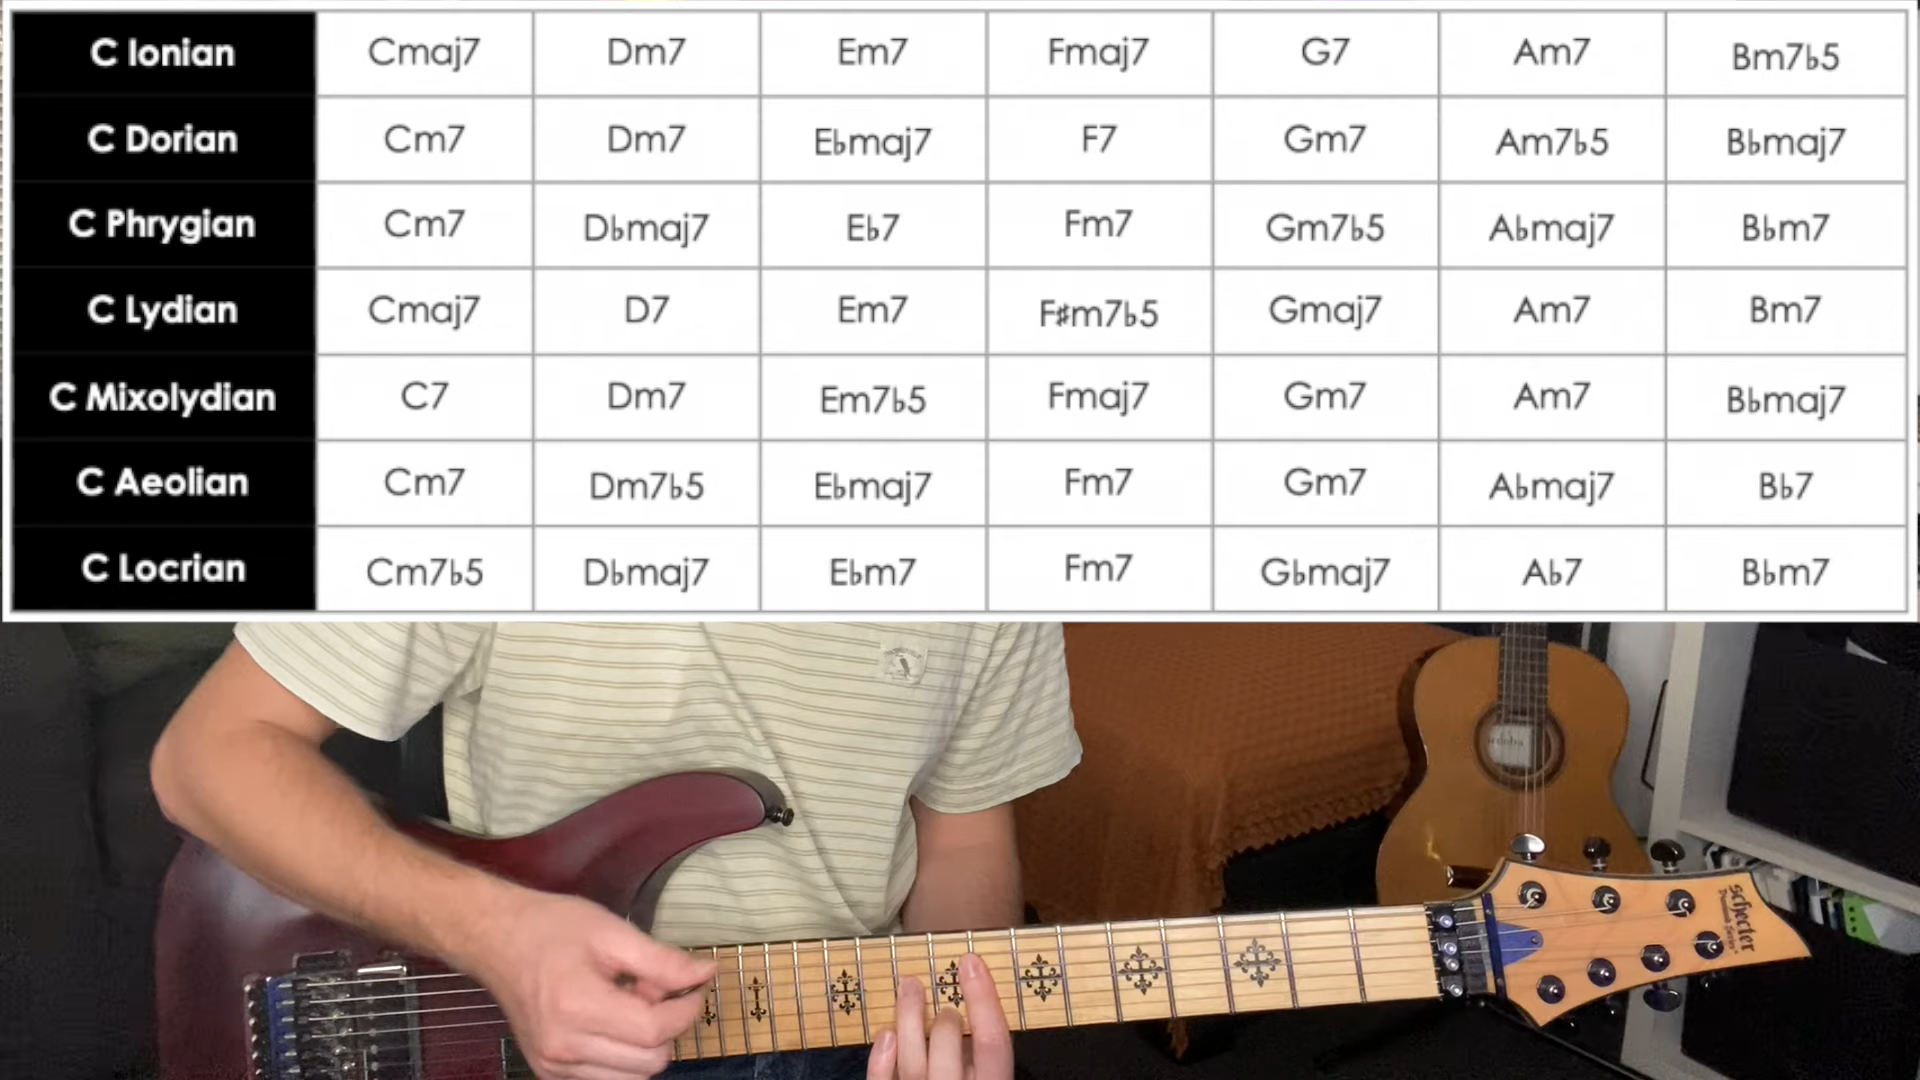 C Ionian Cmaj7 Dm7 Em7 Fmaj7 G7 Am7 Bm7♭5
C Dorian Cm7 Dm7 E♭maj7 F7 Gm7 Am7♭5 B♭maj7
C Phrygian Cm7 D♭maj7 E♭7 Fm7 Gm7♭5 A♭maj7 B♭m7
C Lydian Cmaj7 D7 Em7 F♯m7♭5 Gmaj7 Am7 Bm7
C Mixolydian C7 Dm7 Em7♭5 Fmaj7 Gm7 Am7 B♭maj7
C Aeolian Cm7 Dm7♭5 E♭maj7 Fm7 Gm7 A♭maj7 B♭7
C Locrian Cm7♭5 D♭maj7 E♭m7 Fm7 G♭maj7 A♭7 B♭m7
schecter